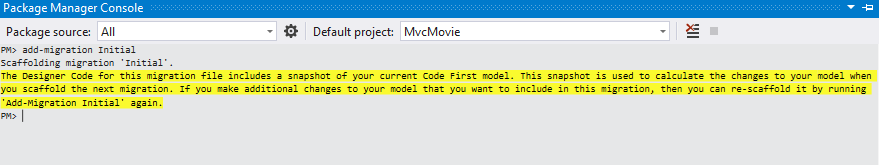 Package Manager Console
Package source: All Default project: MvcMovie
PM> add-migration Initial
Scaffolding migration 'Initial'.
The Designer Code for this migration file includes a snapshot of your current Code First model. This snapshot is used to calculate the changes to your model when
you scaffold the next migration. If you make additional changes to your model that you want to include in this migration, then you can re-scaffold it by running
'Add-Migration Initial' again.
PM>